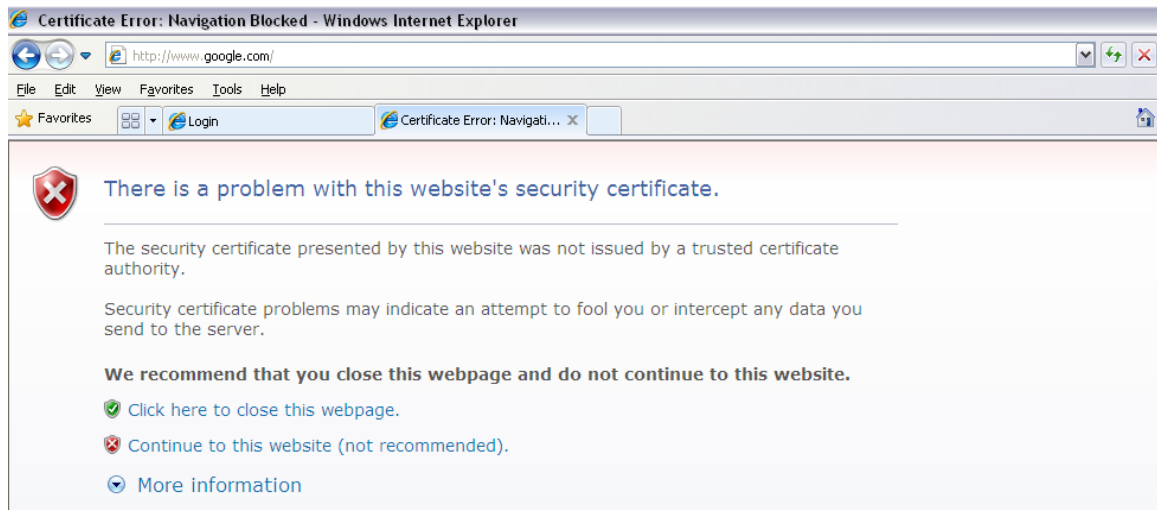 Certificate Error: Navigation Blocked - Windows Internet Explorer
http://www.google.com/
File Edit View Favorites Tools Help
Favorites Login Certificate Error: Navigati...
There is a problem with this website's security certificate.
The security certificate presented by this website was not issued by a trusted certificate
authority.
Security certificate problems may indicate an attempt to fool you or intercept any data you
send to the server.
We recommend that you close this webpage and do not continue to this website.
Click here to close this webpage.
Continue to this website (not recommended).
More information